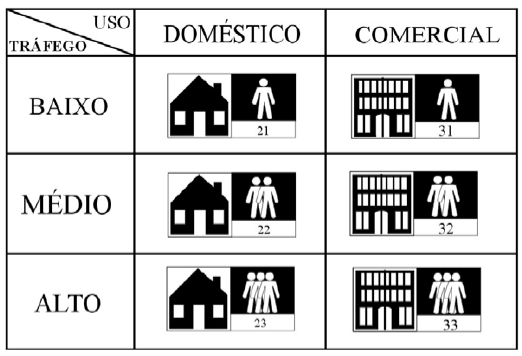 USO
TRÁFEGO
DOMÉSTICO
COMERCIAL
BAIXO
21
31
MÉDIO
22
32
ALTO
23
33